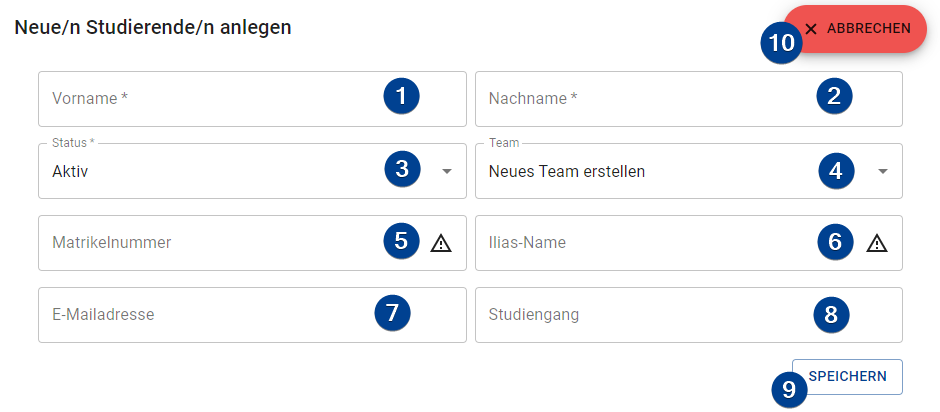 Neue/n Studierende/n anlegen
ABBRECHEN
10
Vorname *
1
Nachname *
2
Status *
Aktiv
3
Team
Neues Team erstellen
4
Matrikelnummer
5
Ilias-Name
6
E-Mailadresse
7
Studiengang
8
SPEICHERN
9